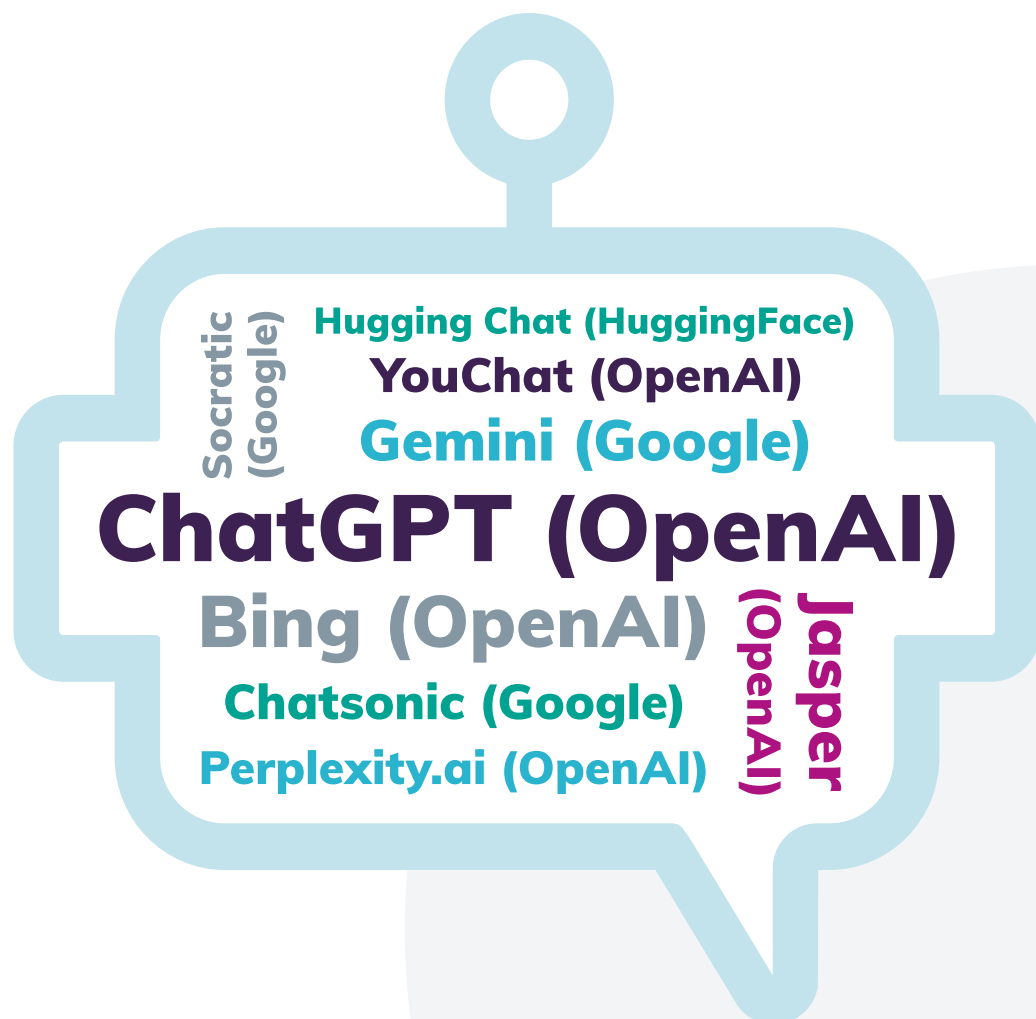 Socratic
(Google)
Hugging Chat (HuggingFace)
YouChat (OpenAI)
Gemini (Google)
ChatGPT (OpenAI)
Bing (OpenAI)
Jasper
(OpenAI)
Chatsonic (Google)
Perplexity.ai (OpenAI)